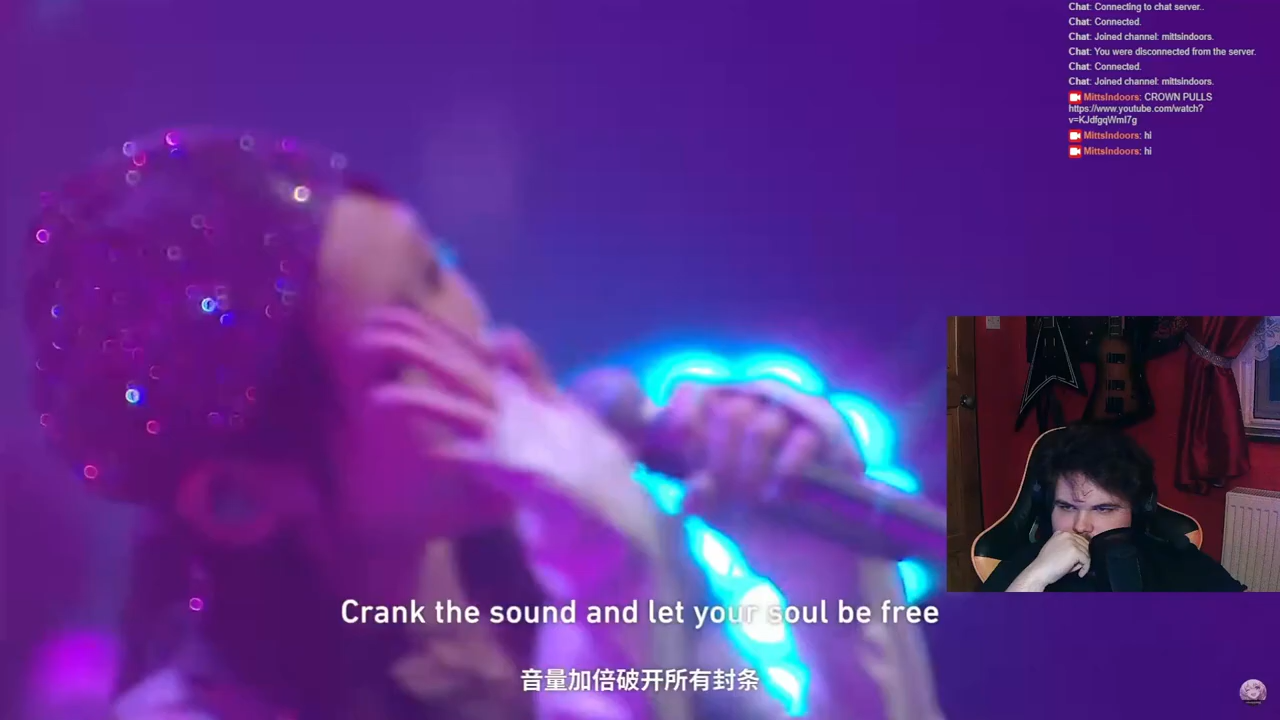 Chat: Connecting to chat server..
Chat: Connected.
Chat: Joined channel: mittsindoors.
Chat: You were disconnected from the server.
Chat: Connected.
Chat: Joined channel: mittsindoors.
MittsIndoors: CROWN PULLS
https://www.youtube.com/watch?
v=KJdfgqWmI7g
MittsIndoors: hi
MittsIndoors: hi
Crank the sound and let your soul be free
音量加倍破开所有封条